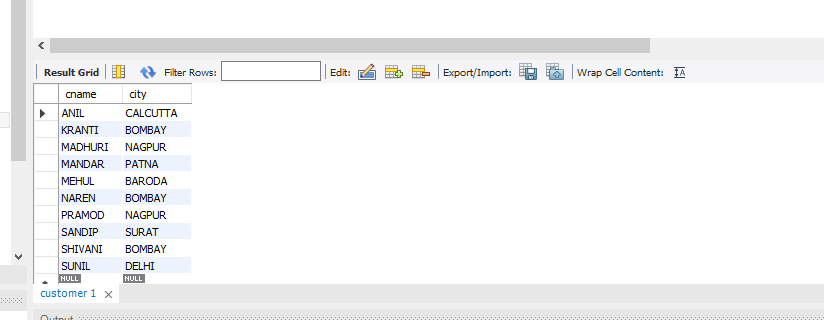 Result Grid Filter Rows: Edit: Export/Import: Wrap Cell Content: IA
cname city
ANIL CALCUTTA
KRANTI BOMBAY
MADHURI NAGPUR
MANDAR PATNA
MEHUL BARODA
NAREN BOMBAY
PRAMOD NAGPUR
SANDIP SURAT
SHIVANI BOMBAY
SUNIL DELHI
NULL NULL
customer 1
Output